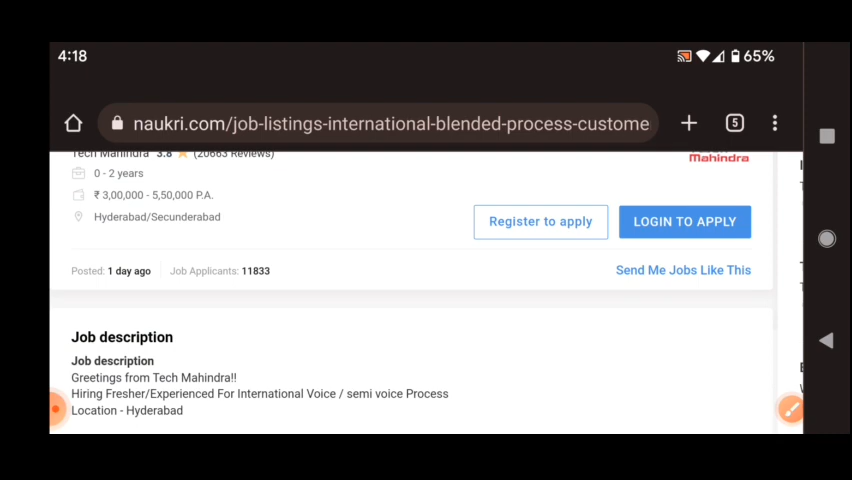 4:18
65%
naukri.com/job-listings-international-blended-process-custome
5
Tech Mahindra 3.8 (20663 Reviews)
Mahindra
0 - 2 years
₹ 3,00,000 - 5,50,000 P.A.
Hyderabad/Secunderabad
Register to apply
LOGIN TO APPLY
Posted: 1 day ago
Job Applicants: 11833
Send Me Jobs Like This
Job description
Job description
Greetings from Tech Mahindra!!
Hiring Fresher/Experienced For International Voice / semi voice Process
Location - Hyderabad